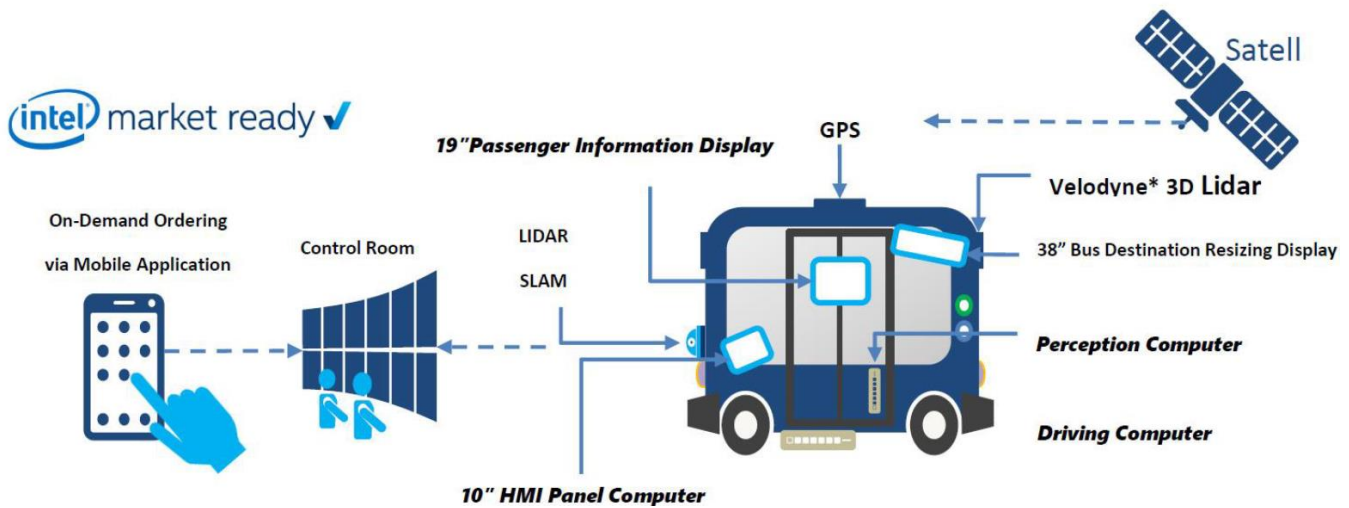 Satell
intel® market ready
GPS
19"Passenger Information Display
Velodyne* 3D Lidar
On-Demand Ordering
via Mobile Application
Control Room
LIDAR
SLAM
38” Bus Destination Resizing Display
Perception Computer
Driving Computer
10" HMI Panel Computer